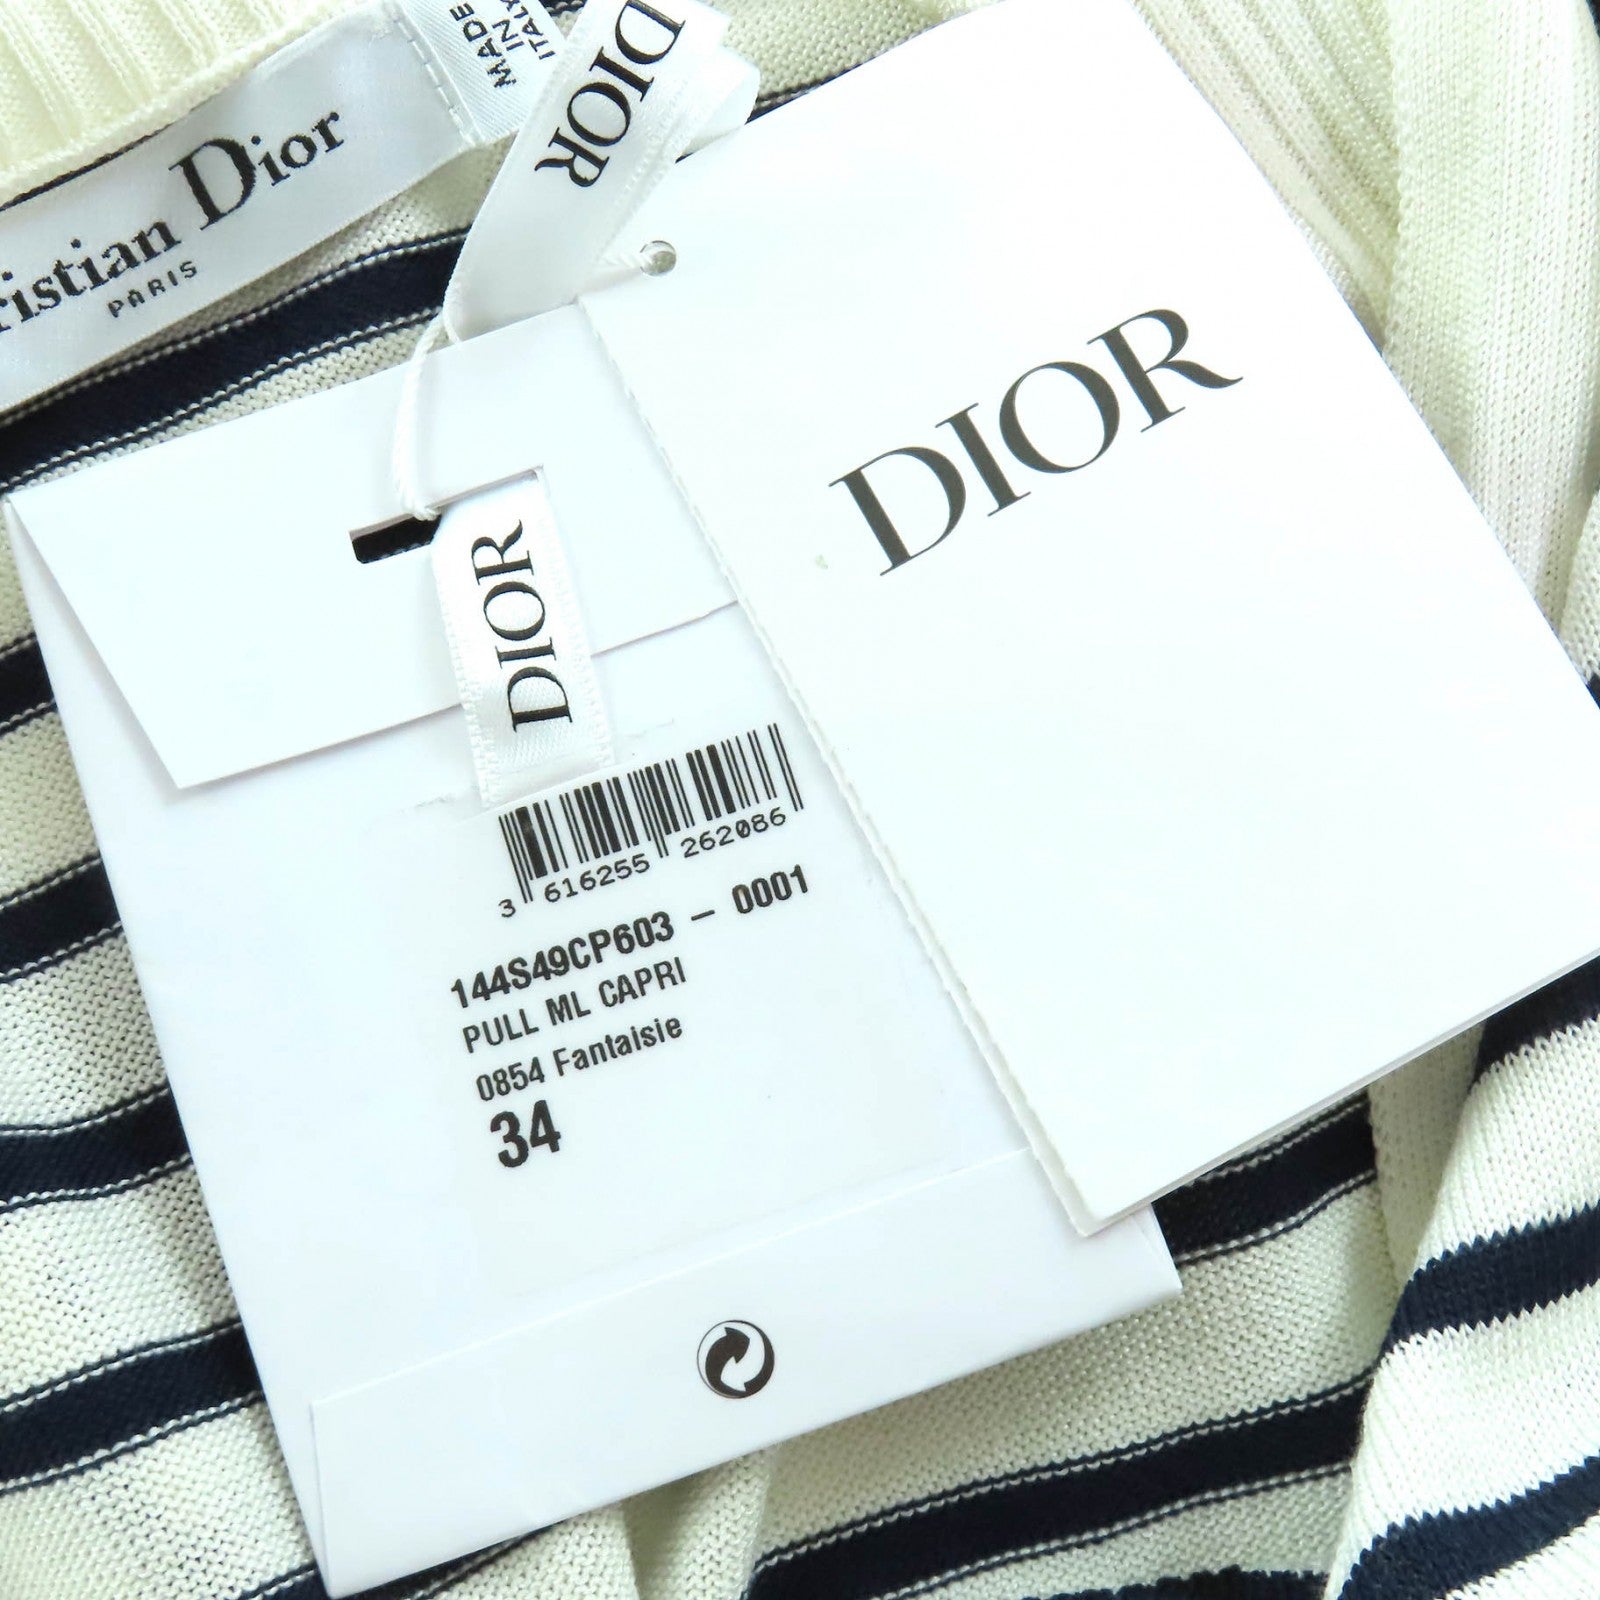 MADE
IN
ITALY
ristian Dior
PARIS
DIOR
DIOR
DIOR
3 616255 262086
144S49CP603 - 0001
PULL ML CAPRI
0854 Fantaisie
34